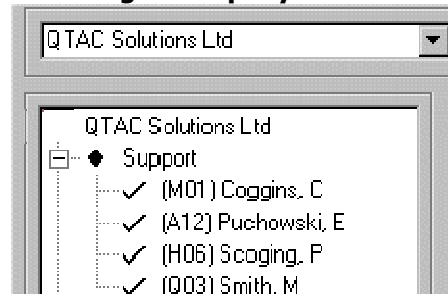 QTAC Solutions Ltd
QTAC Solutions Ltd
Support
(M01) Coggins, C
(A12) Puchowski, E
(H06) Scoging, P
(Q03) Smith, M